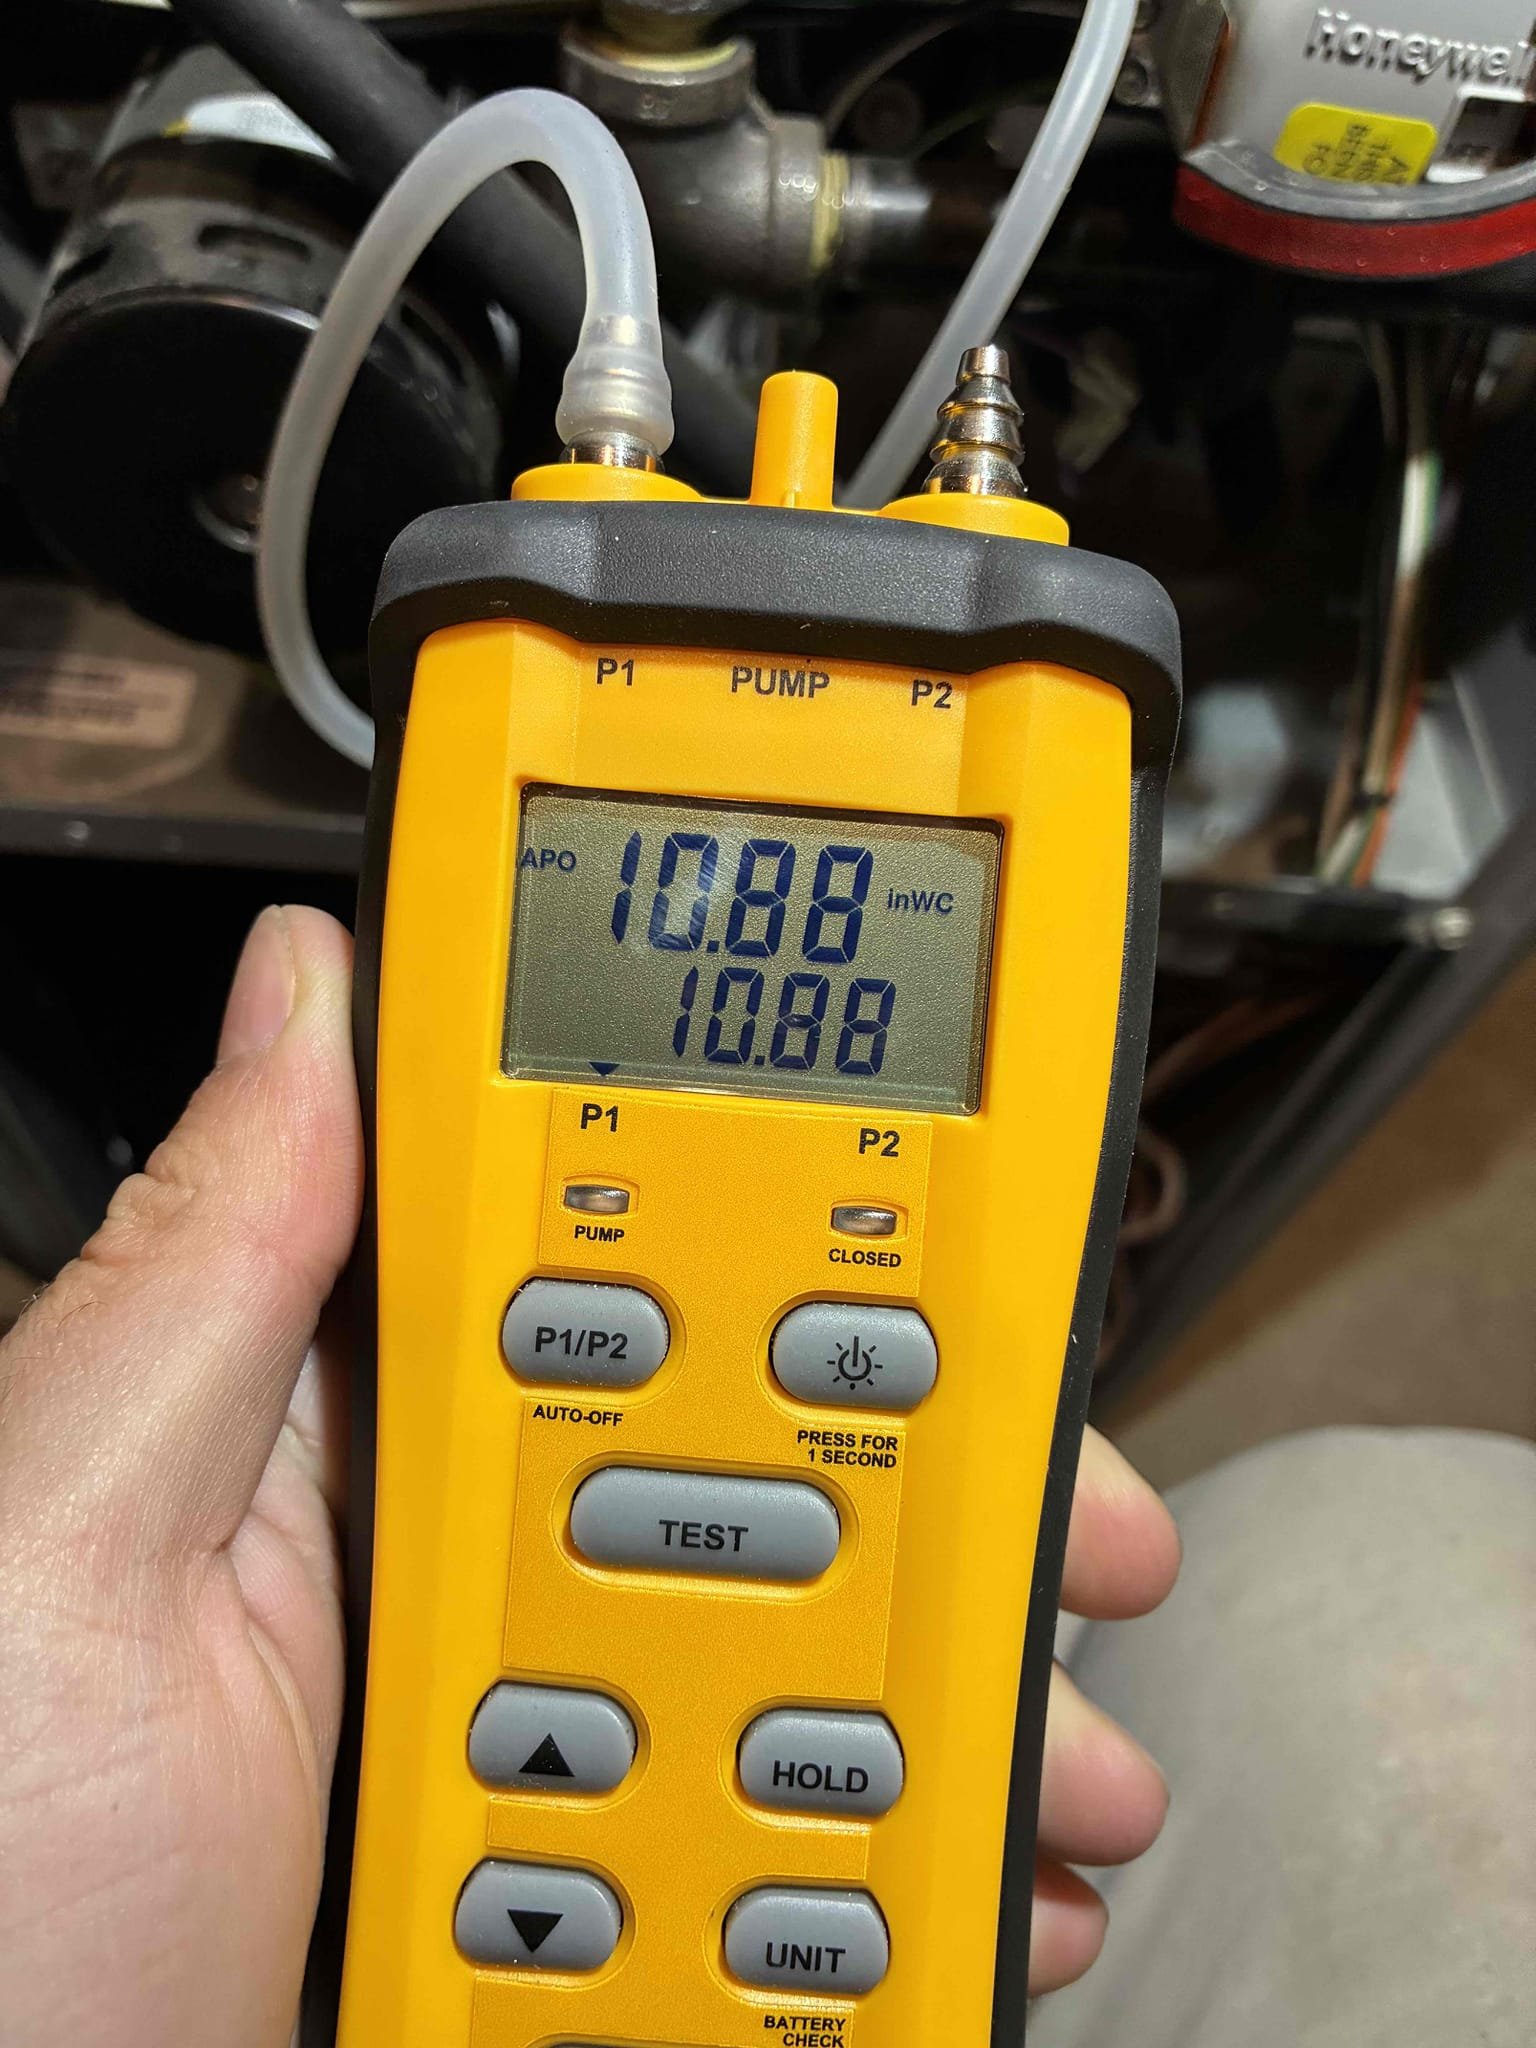 Honeywell
P1 PUMP P2
APO 10.88 inWC
10.88
P1 P2
PUMP CLOSED
P1/P2
AUTO-OFF PRESS FOR
1 SECOND
TEST
HOLD
UNIT
BATTERY
CHECK